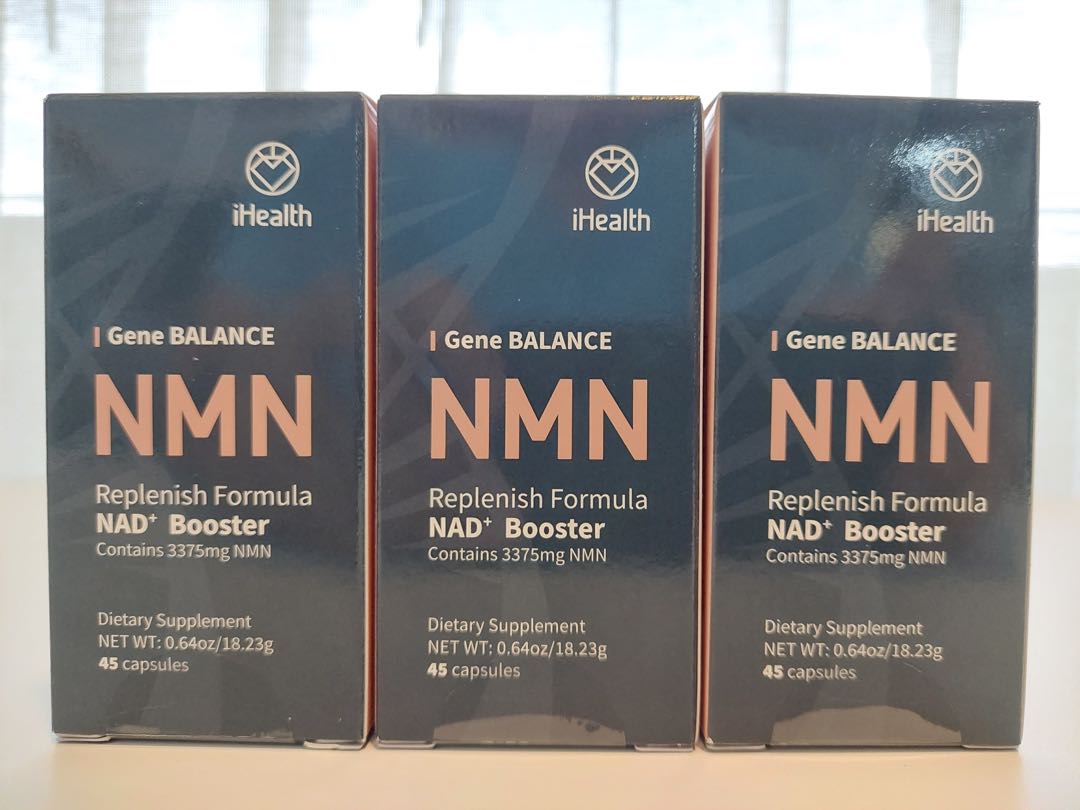 iHealth
Gene BALANCE
NMN
Replenish Formula
NAD+ Booster
Contains 3375mg NMN
Dietary Supplement
NET WT: 0.64oz/18.23g
45 capsules
iHealth
Gene BALANCE
NMN
Replenish Formula
NAD+ Booster
Contains 3375mg NMN
Dietary Supplement
NET WT: 0.64oz/18.23g
45 capsules
iHealth
Gene BALANCE
NMN
Replenish Formula
NAD+ Booster
Contains 3375mg NMN
Dietary Supplement
NET WT: 0.64oz/18.23g
45 capsules